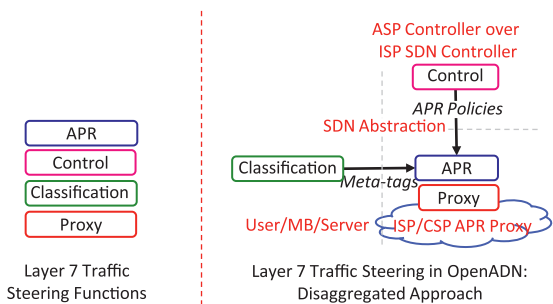 APR
Control
Classification
Proxy
Layer 7 Traffic
Steering Functions
ASP Controller over
ISP SDN Controller
Control
APR Policies
SDN Abstraction
Classification
Meta-tags
APR
Proxy
User/MB/Server
ISP/CSP APR Proxy
Layer 7 Traffic Steering in OpenADN:
Disaggregated Approach